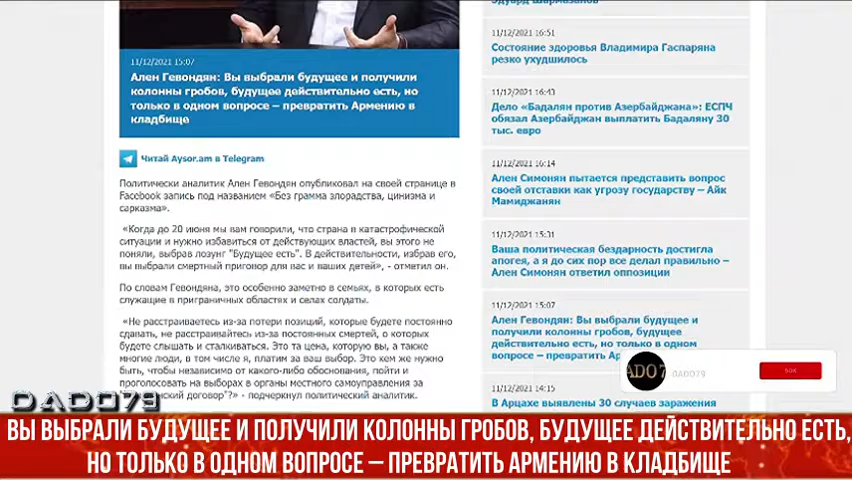 11/12/2021 15:07
Ален Гевондян: Вы выбрали будущее и получили
колонны гробов, будущее действительно есть, но
только в одном вопросе – превратить Армению в
кладбище
Читай Aysor.am в Telegram
Политически аналитик Ален Гевондян опубликовал на своей странице в
Facebook запись под названием «Без грамма злорадства, цинизма и
сарказма».
«Когда до 20 июня мы вам говорили, что страна в катастрофической
ситуации и нужно избавиться от действующих властей, вы этого не
поняли, выбрав лозунг "Будущее есть". В действительности, избрав его,
вы выбрали смертный приговор для вас и ваших детей», - отметил он.
По словам Гевондяна, это особенно заметно в семьях, в которых есть
служащие в приграничных областях и селах солдаты.
«Не расстраивайтесь из-за потери позиций, которые будете постоянно
сдавать, не расстраивайтесь из-за постоянных смертей, о которых
будете слышать и сталкиваться. Это та цена, которую вы, а также
многие люди, в том числе я, платим за ваш выбор. Это кем же нужно
быть, чтобы независимо от какого-либо обоснования, пойти и
проголосовать на выборах в органы местного самоуправления за
договор"?» - подчеркнул политический аналитик.
Эдуард Шармазанов
11/12/2021 16:51
Состояние здоровья Владимира Гаспаряна
резко ухудшилось
11/12/2021 16:43
Дело «Бадалян против Азербайджана»: ЕСПЧ
обязал Азербайджан выплатить Бадаляну 30
тыс. евро
11/12/2021 16:14
Ален Симонян пытается представить вопрос
своей отставки как угрозу государству – Айк
Мамиджанян
11/12/2021 15:31
Ваша политическая бездарность достигла
апогея, а я до сих пор все делал правильно –
Ален Симонян ответил оппозиции
11/12/2021 15:07
Ален Гевондян: Вы выбрали будущее и
получили колонны гробов, будущее
действительно есть, но только в одном
вопросе – превратить
11/12/2021 14:15
В Арцахе выявлены 30 случаев заражения
DADO79
DADO79
ВЫ ВЫБРАЛИ БУДУЩЕЕ И ПОЛУЧИЛИ КОЛОННЫ ГРОБОВ, БУДУЩЕЕ ДЕЙСТВИТЕЛЬНО ЕСТЬ,
НО ТОЛЬКО В ОДНОМ ВОПРОСЕ – ПРЕВРАТИТЬ АРМЕНИЮ В КЛАДБИЩЕ